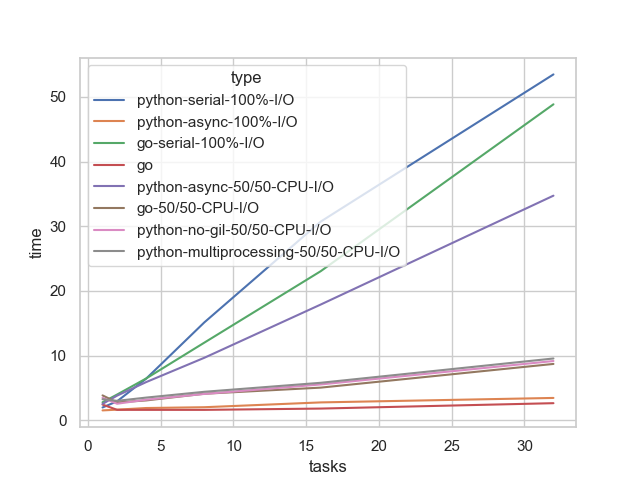 type
python-serial-100%-I/O
python-async-100%-I/O
go-serial-100%-I/O
go
python-async-50/50-CPU-I/O
go-50/50-CPU-I/O
python-no-gil-50/50-CPU-I/O
python-multiprocessing-50/50-CPU-I/O
time
50
40
30
20
10
0
0
5
10
15
20
25
30
tasks